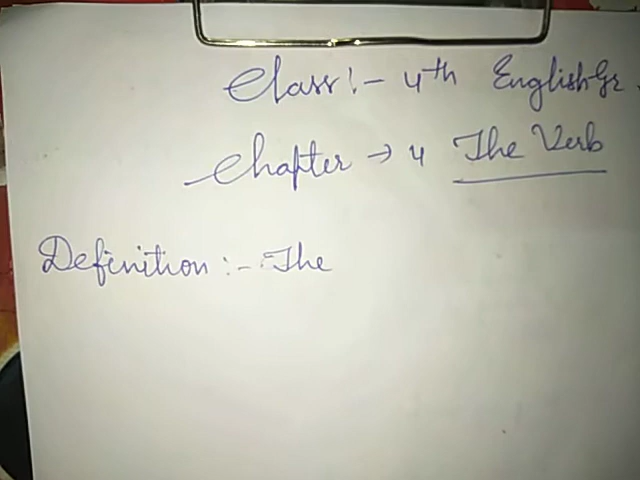 Class :- 4th English Gr.
Chapter → 4 The Verb
Definition :- The